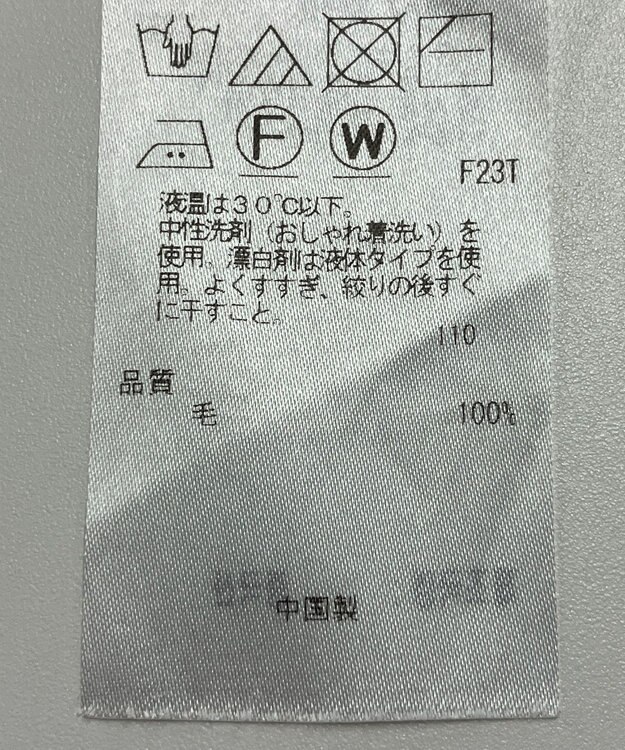 F W
F23T
液温は30℃以下。
中性洗剤（おしゃれ着洗い）を
使用。漂白剤は液体タイプを使
用。よくすすぎ、絞りの後すぐ
に干すこと。
110
品質
毛 100%
中国製